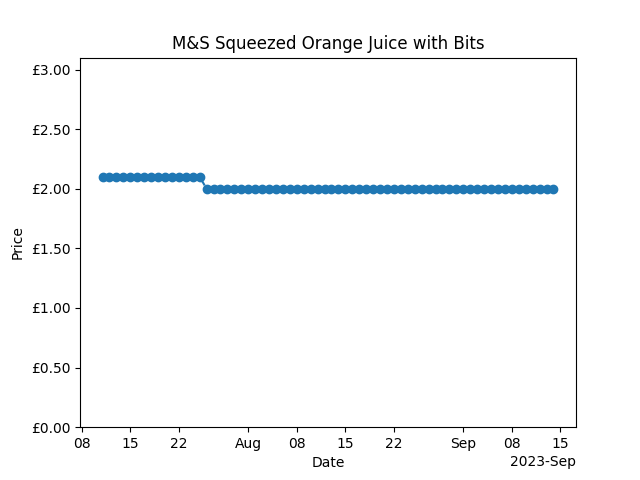 M&S Squeezed Orange Juice with Bits
£3.00
£2.50
£2.00
£1.50
£1.00
£0.50
£0.00
Price
08 15 22 Aug 08 15 22 Sep 08 15
Date
2023-Sep